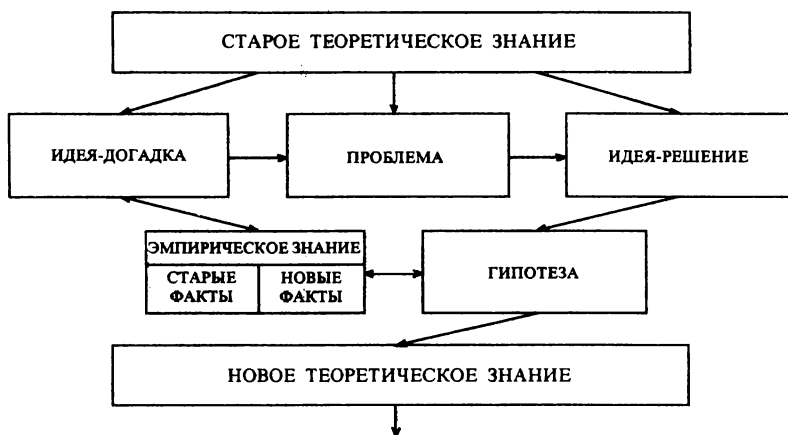 СТАРОЕ ТЕОРЕТИЧЕСКОЕ ЗНАНИЕ
ИДЕЯ-ДОГАДКА
ПРОБЛЕМА
ИДЕЯ-РЕШЕНИЕ
ЭМПИРИЧЕСКОЕ ЗНАНИЕ
СТАРЫЕ
ФАКТЫ
НОВЫЕ
ФАКТЫ
ГИПОТЕЗА
НОВОЕ ТЕОРЕТИЧЕСКОЕ ЗНАНИЕ